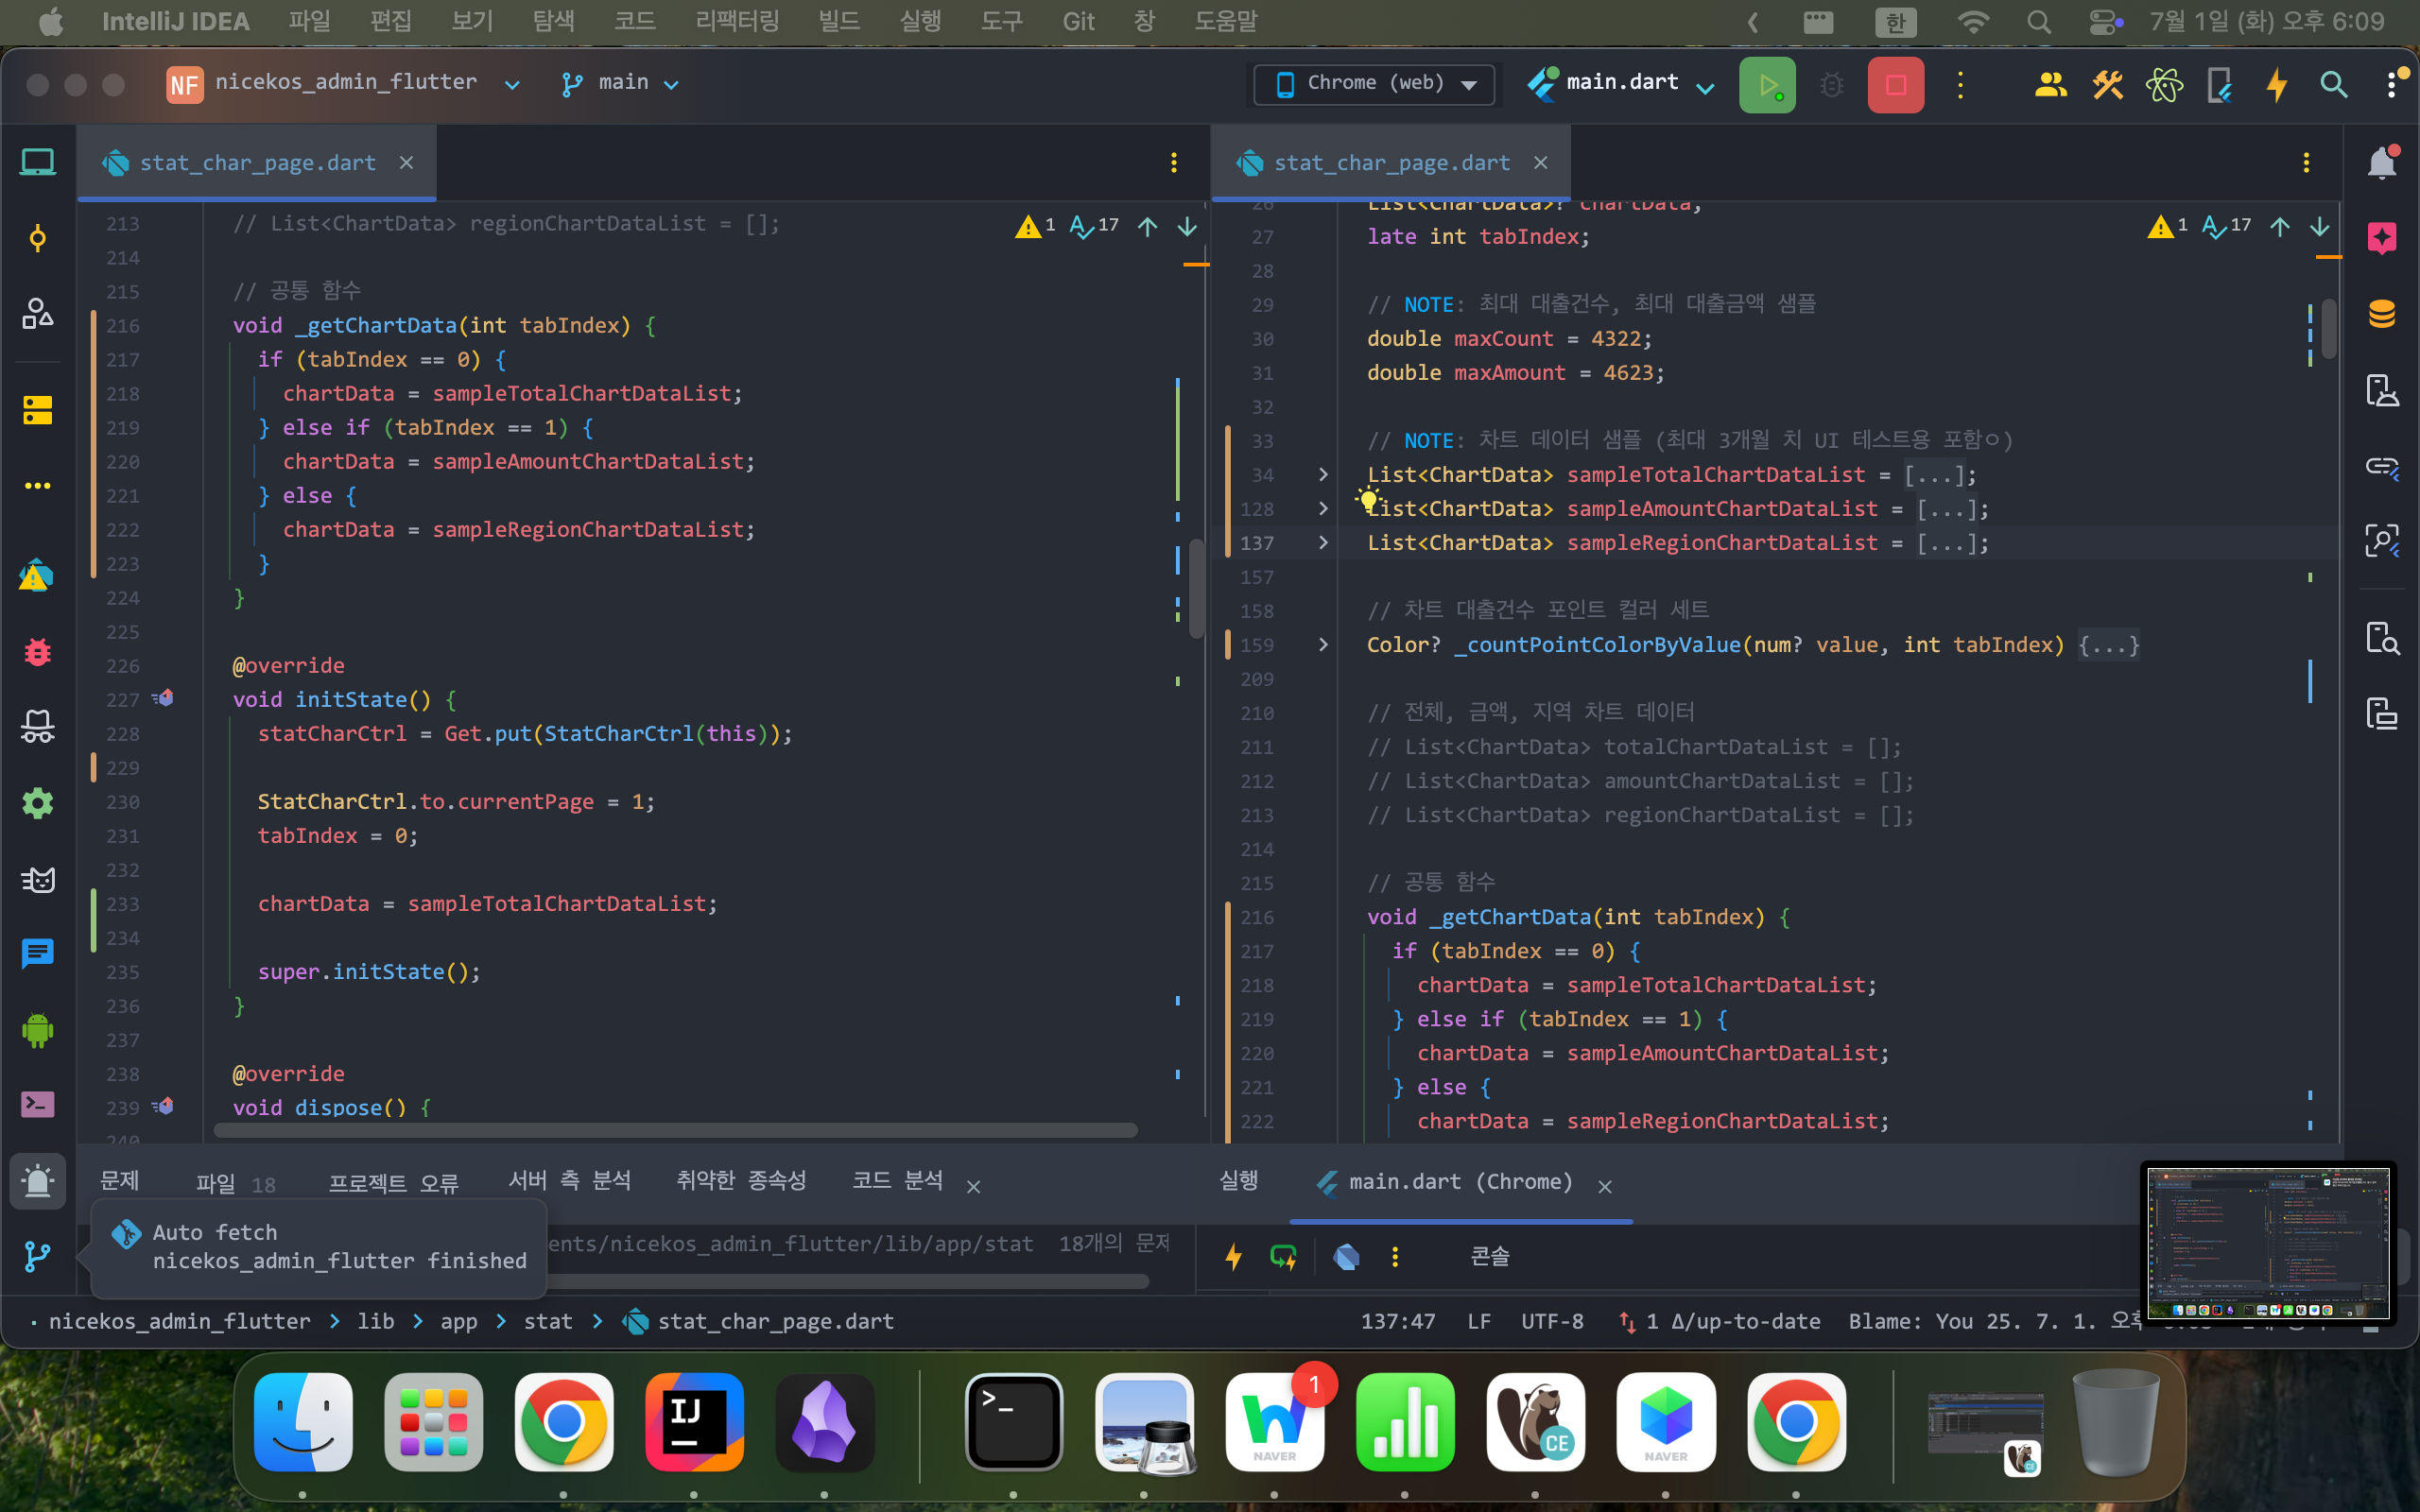 IntelliJ IDEA 파일 편집 보기 탐색 코드 리팩터링 빌드 실행 도구 Git 창 도움말 한 7월 1일 (화) 오후 6:09
NF nicekos_admin_flutter main Chrome (web) main.dart
stat_char_page.dart
213 // List<ChartData> regionChartDataList = [];
1 17
214
215 // 공통 함수
216 void _getChartData(int tabIndex) {
217 if (tabIndex == 0) {
218 chartData = sampleTotalChartDataList;
219 } else if (tabIndex == 1) {
220 chartData = sampleAmountChartDataList;
221 } else {
222 chartData = sampleRegionChartDataList;
223 }
224 }
225
226 @override
227 void initState() {
228 statCharCtrl = Get.put(StatCharCtrl(this));
229
230 StatCharCtrl.to.currentPage = 1;
231 tabIndex = 0;
232
233 chartData = sampleTotalChartDataList;
234
235 super.initState();
236 }
237
238 @override
239 void dispose() {
240
stat_char_page.dart
26 List<ChartData>? chartData;
27 late int tabIndex;
1 17
28
29 // NOTE: 최대 대출건수, 최대 대출금액 샘플
30 double maxCount = 4322;
31 double maxAmount = 4623;
32
33 // NOTE: 차트 데이터 샘플 (최대 3개월 치 UI 테스트용 포함ㅇ)
34 List<ChartData> sampleTotalChartDataList = [...];
128 List<ChartData> sampleAmountChartDataList = [...];
137 List<ChartData> sampleRegionChartDataList = [...];
157
158 // 차트 대출건수 포인트 컬러 세트
159 Color? _countPointColorByValue(num? value, int tabIndex) {...}
209
210 // 전체, 금액, 지역 차트 데이터
211 // List<ChartData> totalChartDataList = [];
212 // List<ChartData> amountChartDataList = [];
213 // List<ChartData> regionChartDataList = [];
214
215 // 공통 함수
216 void _getChartData(int tabIndex) {
217 if (tabIndex == 0) {
218 chartData = sampleTotalChartDataList;
219 } else if (tabIndex == 1) {
220 chartData = sampleAmountChartDataList;
221 } else {
222 chartData = sampleRegionChartDataList;
문제 파일 18 프로젝트 오류 서버 측 분석 취약한 종속성 코드 분석
실행 main.dart (Chrome)
Auto fetch
nicekos_admin_flutter finished
ents/nicekos_admin_flutter/lib/app/stat 18개의 문제
콘솔
nicekos_admin_flutter > lib > app > stat > stat_char_page.dart
137:47 LF UTF-8 1 Δ/up-to-date Blame: You 25. 7. 1. 오후
IJ
>_
NAVER
1
CE
NAVER
CE